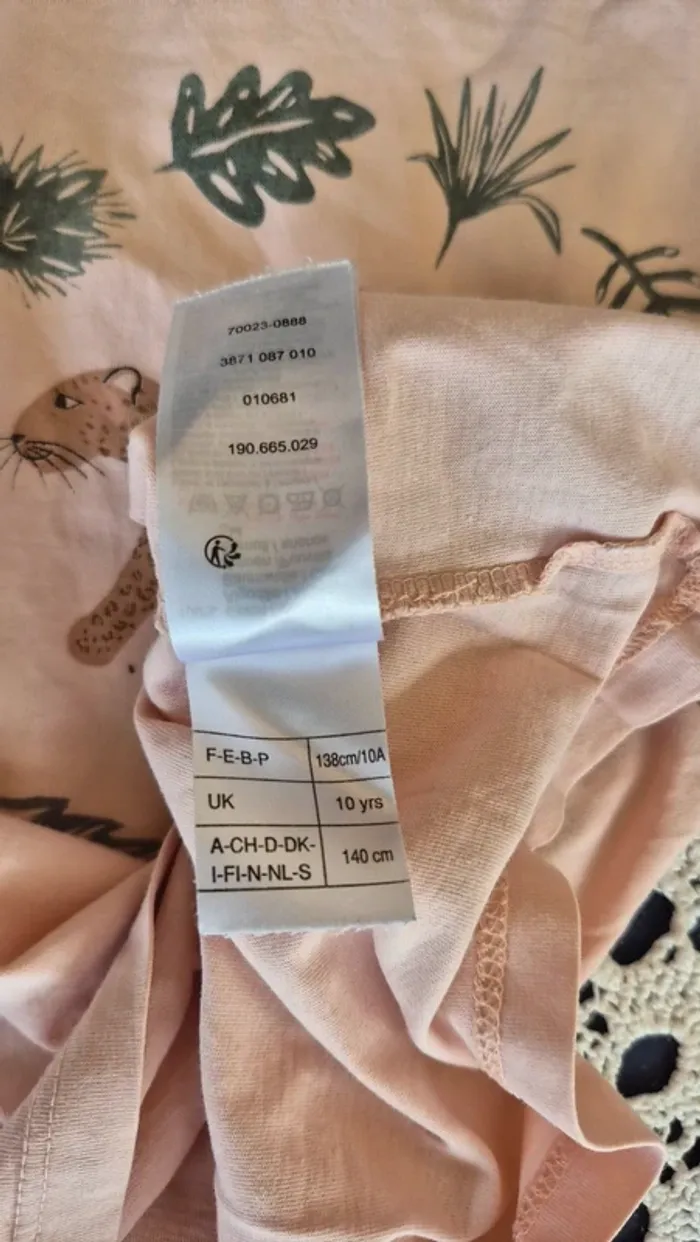 70023-0888
3871 087 010
010681
190.665.029
F-E-B-P 138cm/10A
UK 10 yrs
A-CH-D-DK- 140 cm
I-FI-N-NL-S